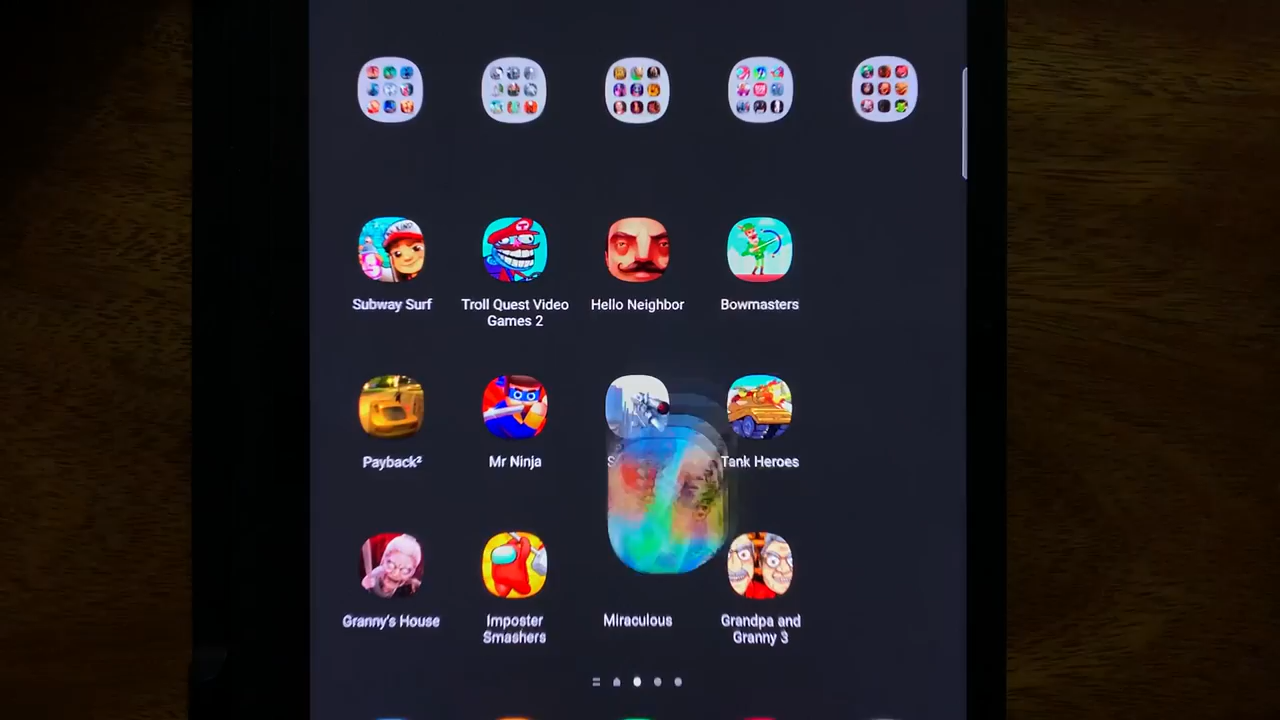 Subway Surf
Troll Quest Video
Games 2
Hello Neighbor
Bowmasters
Payback²
Mr Ninja
Tank Heroes
Granny's House
Imposter
Smashers
Miraculous
Grandpa and
Granny 3